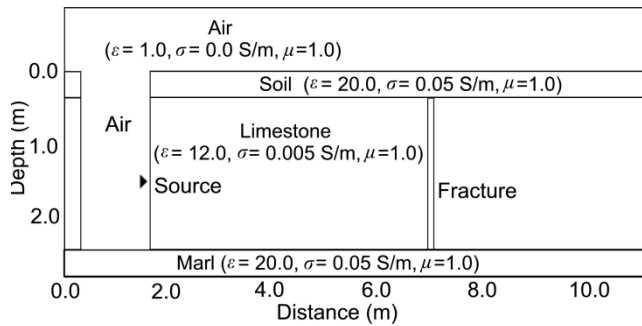 Air
(ε= 1.0, σ= 0.0 S/m, μ=1.0)
0.0
Soil (ε= 20.0, σ= 0.05 S/m, μ=1.0)
Air
Limestone
(ε= 12.0, σ= 0.005 S/m, μ=1.0)
1.0
Depth (m)
Source
Fracture
2.0
Marl (ε= 20.0, σ= 0.05 S/m, μ=1.0)
0.0 2.0 4.0 6.0 8.0 10.0
Distance (m)